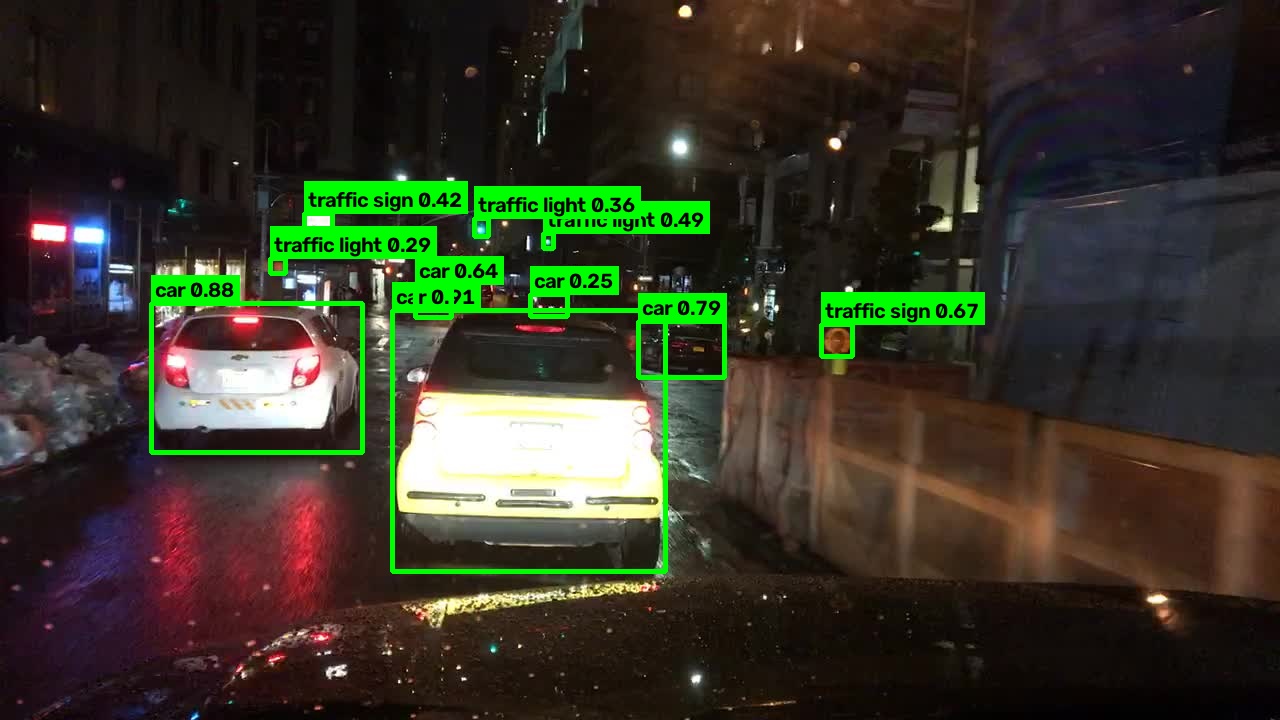 traffic sign 0.42
traffic light 0.36
traffic light 0.49
traffic light 0.29
car 0.64
car 0.25
car 0.88
car 0.91
car 0.79
traffic sign 0.67